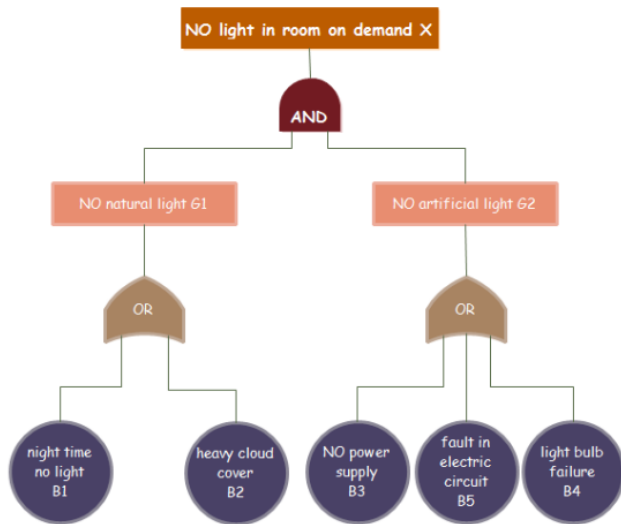 NO light in room on demand X
AND
NO natural light G1
NO artificial light G2
OR
OR
night time
no light
B1
heavy cloud
cover
B2
NO power
supply
B3
fault in
electric
circuit
B5
light bulb
failure
B4